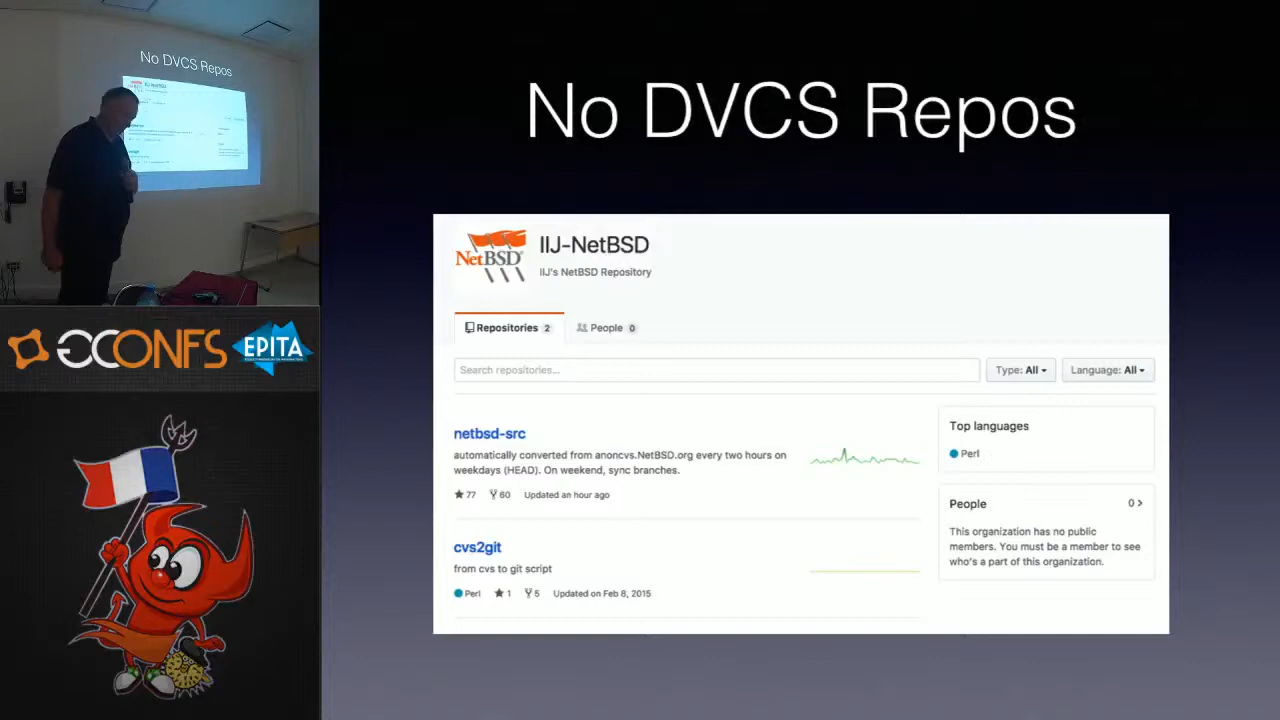 No DVCS Repos
No DVCS Repos
NetBSD
IIJ-NetBSD
IIJ's NetBSD Repository
Repositories 2
People 0
Search repositories...
Type: All
Language: All
netbsd-src
automatically converted from anoncvs.NetBSD.org every two hours on
weekdays (HEAD). On weekend, sync branches.
77 60 Updated an hour ago
cvs2git
from cvs to git script
Perl 1 5 Updated on Feb 8, 2015
Top languages
Perl
People 0
This organization has no public
members. You must be a member to see
who's a part of this organization.
GCONFS
EPITA